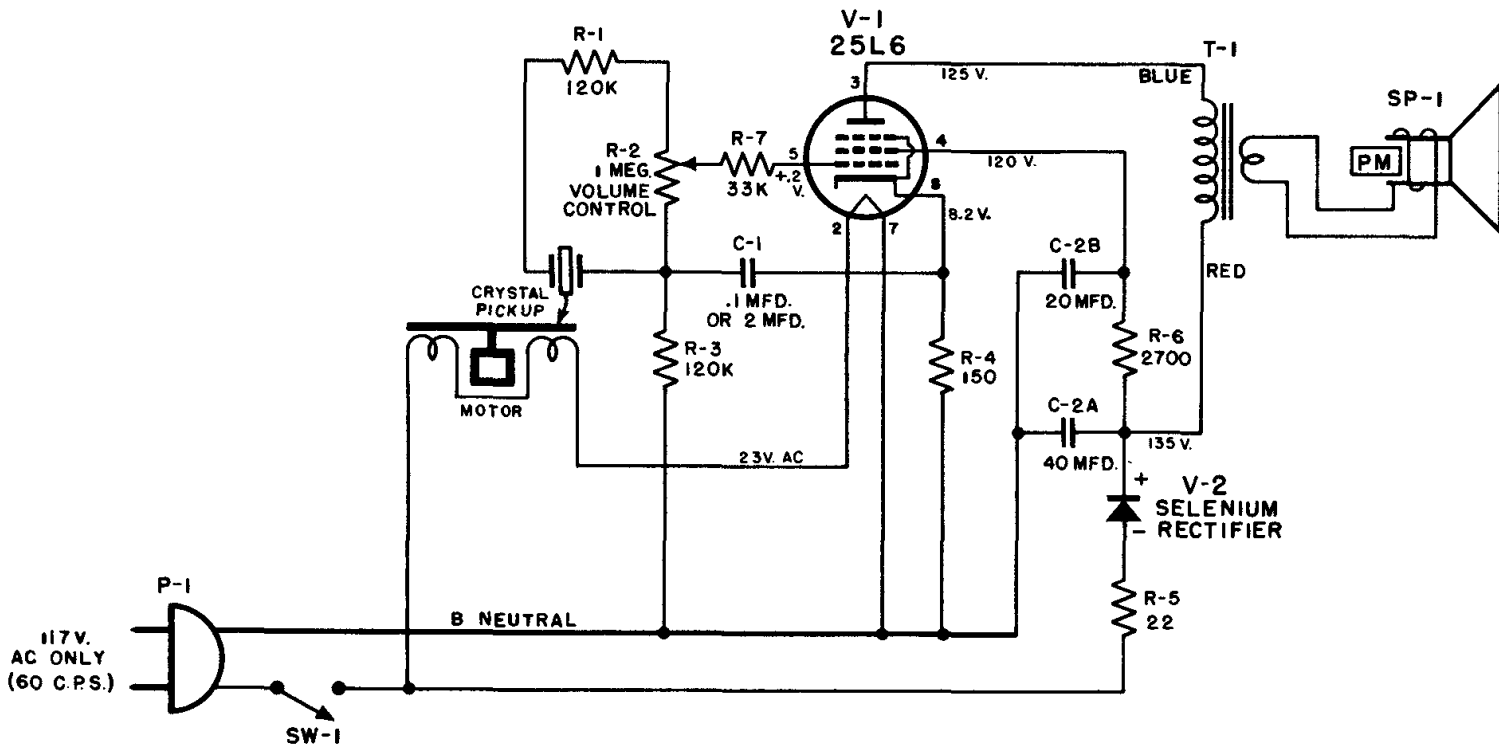 V-1
25L6
R-1
120K
3
125 V.
BLUE
T-1
SP-1
PM
R-2
1 MEG.
VOLUME
CONTROL
R-7
33K
5
+.2
V.
4
120 V.
8
8.2 V.
2
7
C-1
.1 MFD.
OR 2 MFD.
C-2B
20 MFD.
RED
CRYSTAL
PICKUP
MOTOR
R-3
120K
R-4
150
R-6
2700
C-2A
40 MFD.
135 V.
23V. AC
+
V-2
SELENIUM
RECTIFIER
-
P-1
117 V.
AC ONLY
(60 C.P.S.)
B NEUTRAL
R-5
22
SW-1